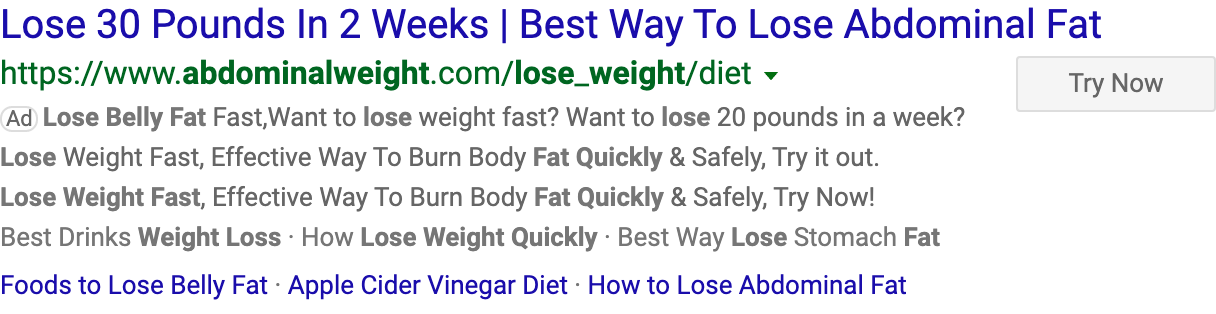 Lose 30 Pounds In 2 Weeks | Best Way To Lose Abdominal Fat
https://www.abdominalweight.com/lose_weight/diet
Try Now
Ad Lose Belly Fat Fast,Want to lose weight fast? Want to lose 20 pounds in a week?
Lose Weight Fast, Effective Way To Burn Body Fat Quickly & Safely, Try it out.
Lose Weight Fast, Effective Way To Burn Body Fat Quickly & Safely, Try Now!
Best Drinks Weight Loss · How Lose Weight Quickly · Best Way Lose Stomach Fat
Foods to Lose Belly Fat · Apple Cider Vinegar Diet · How to Lose Abdominal Fat